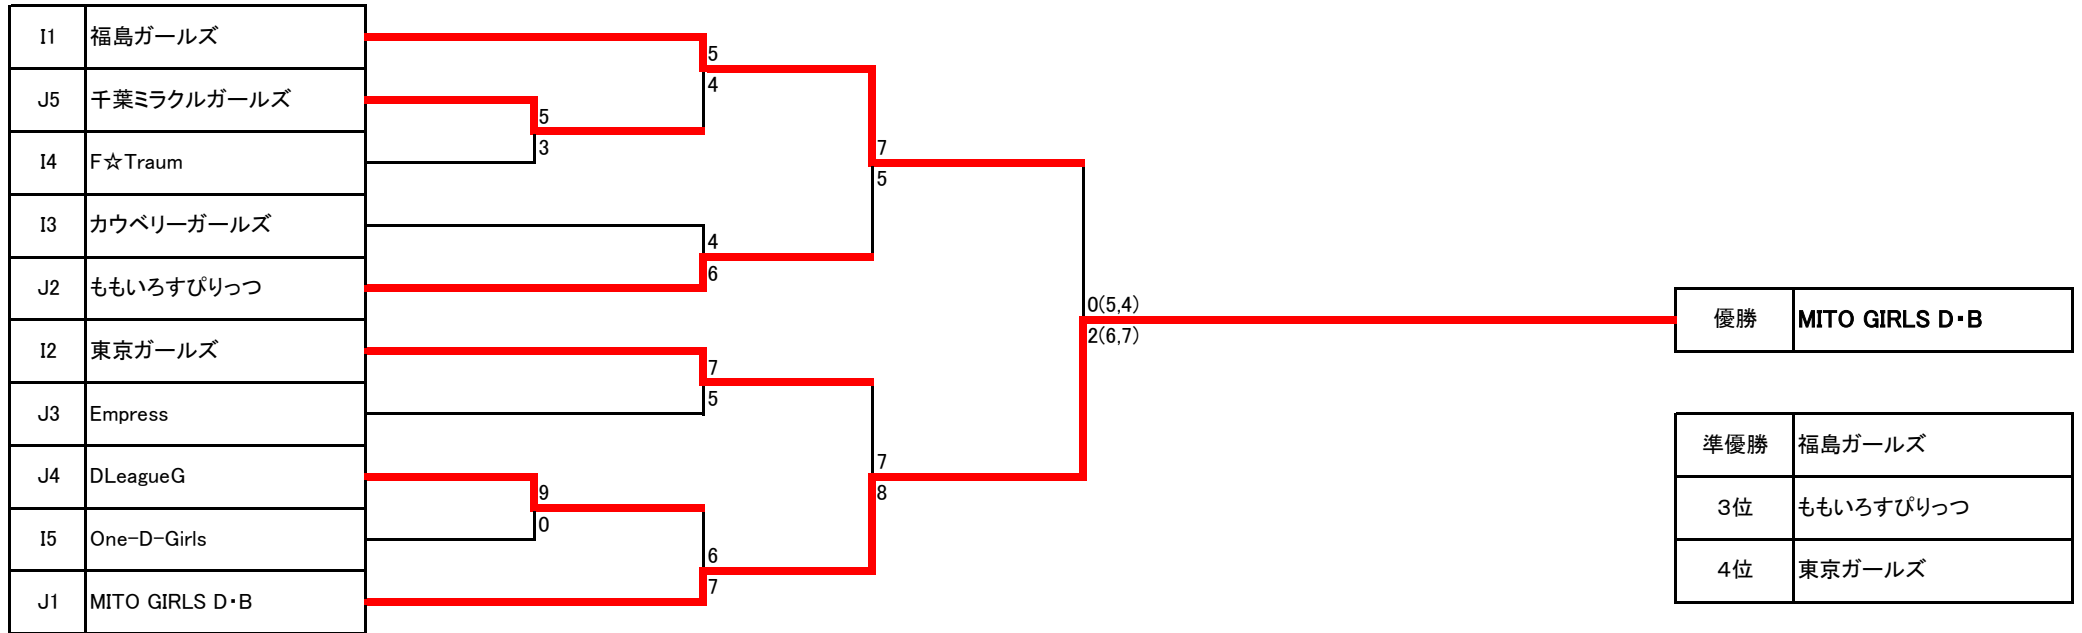 I1 福島ガールズ
5
4
J5 千葉ミラクルガールズ
5
3
I4 F☆Traum
7
5
I3 カウベリーガールズ
4
6
J2 ももいろすぴりっつ
0(5,4)
2(6,7)
優勝 MITO GIRLS D・B
I2 東京ガールズ
7
5
J3 Empress
準優勝 福島ガールズ
J4 DLeagueG
7
8
9
0
3位 ももいろすぴりっつ
I5 One-D-Girls
6
7
4位 東京ガールズ
J1 MITO GIRLS D・B